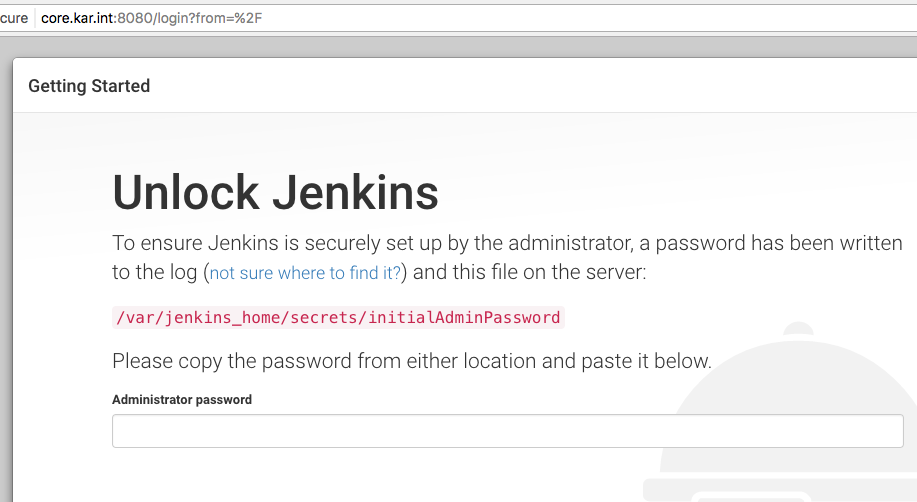 cure core.kar.int:8080/login?from=%2F
Getting Started
Unlock Jenkins
To ensure Jenkins is securely set up by the administrator, a password has been written
to the log (not sure where to find it?) and this file on the server:
/var/jenkins_home/secrets/initialAdminPassword
Please copy the password from either location and paste it below.
Administrator password